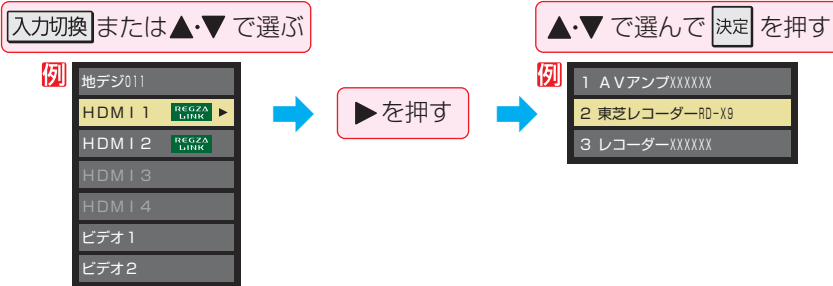 入力切換 または▲・▼ で選ぶ
例
地デジ011
HDMI1 REGZA LINK ▶
HDMI2 REGZA LINK
HDMI3
HDMI4
ビデオ1
ビデオ2
▶を押す
▲・▼ で選んで 決定 を押す
例
1 AVアンプXXXXXX
2 東芝レコーダーRD-X9
3 レコーダーXXXXXX